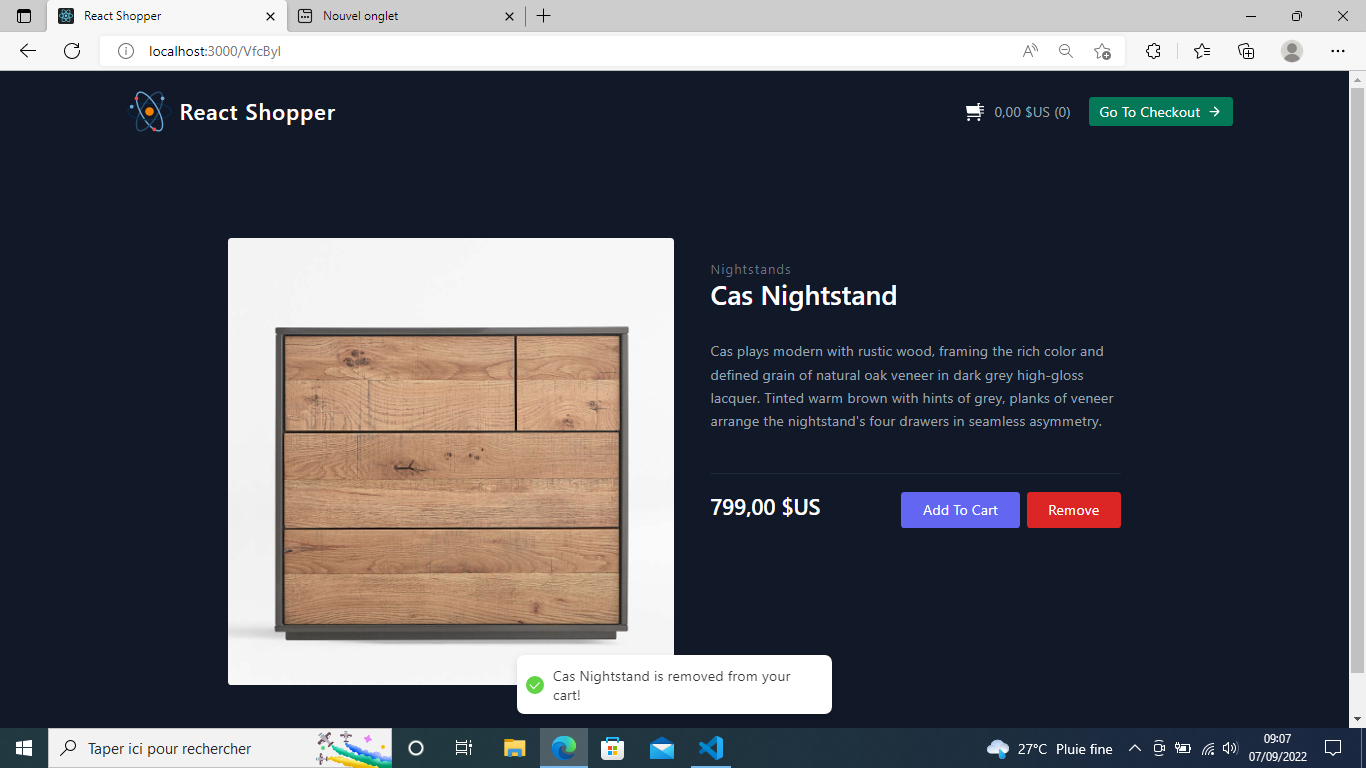 React Shopper
Nouvel onglet
localhost:3000/VfcByl
React Shopper
0,00 $US (0)
Go To Checkout →
Nightstands
Cas Nightstand
Cas plays modern with rustic wood, framing the rich color and
defined grain of natural oak veneer in dark grey high-gloss
lacquer. Tinted warm brown with hints of grey, planks of veneer
arrange the nightstand's four drawers in seamless asymmetry.
799,00 $US
Add To Cart
Remove
Cas Nightstand is removed from your
cart!
Taper ici pour rechercher
27°C Pluie fine
09:07
07/09/2022